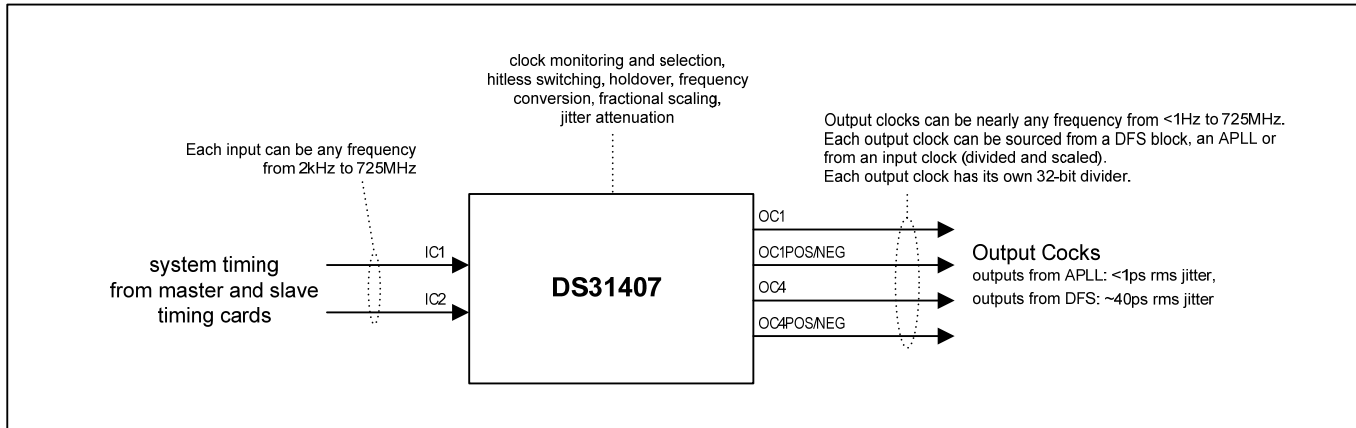 clock monitoring and selection,
hitless switching, holdover, frequency
conversion, fractional scaling,
jitter attenuation
Output clocks can be nearly any frequency from <1Hz to 725MHz.
Each output clock can be sourced from a DFS block, an APLL or
from an input clock (divided and scaled).
Each output clock has its own 32-bit divider.
Each input can be any frequency
from 2kHz to 725MHz
system timing
from master and slave
timing cards
IC1
IC2
DS31407
OC1
OC1POS/NEG
OC4
OC4POS/NEG
Output Cocks
outputs from APLL: <1ps rms jitter,
outputs from DFS: ~40ps rms jitter